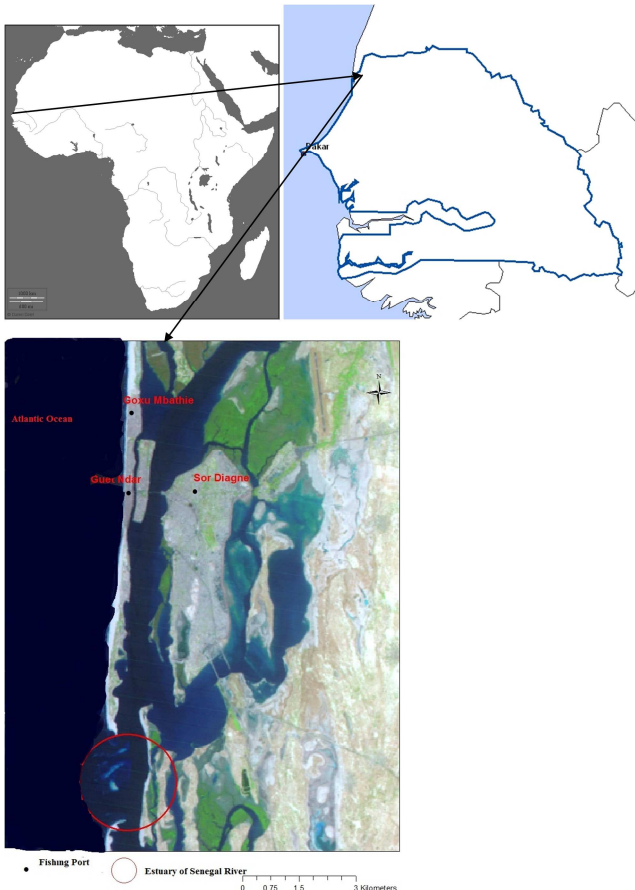 Dakar
N
Goxu Mbathie
Atlantic Ocean
Guet Ndar
Sor Diagne
Fishing Port
Estuary of Senegal River
0 0.75 1.5 3 Kilometers